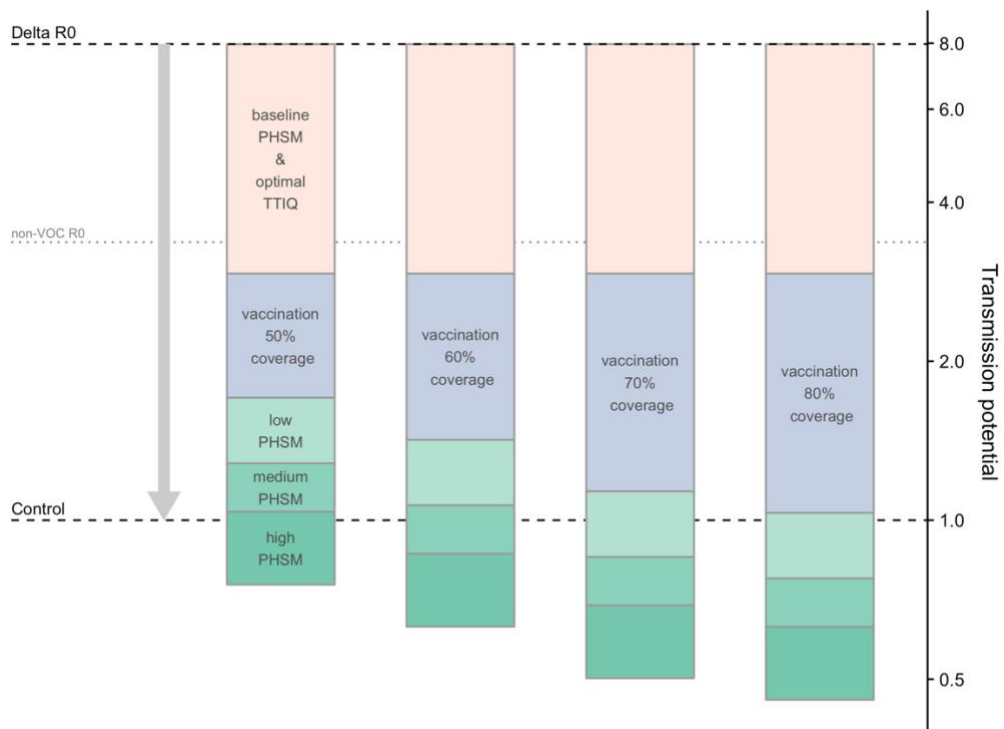 Delta R0
8.0
6.0
4.0
2.0
1.0
0.5
Transmission potential
non-VOC R0
Control
baseline
PHSM
&
optimal
TTIQ
vaccination
50%
coverage
low
PHSM
medium
PHSM
high
PHSM
vaccination
60%
coverage
vaccination
70%
coverage
vaccination
80%
coverage